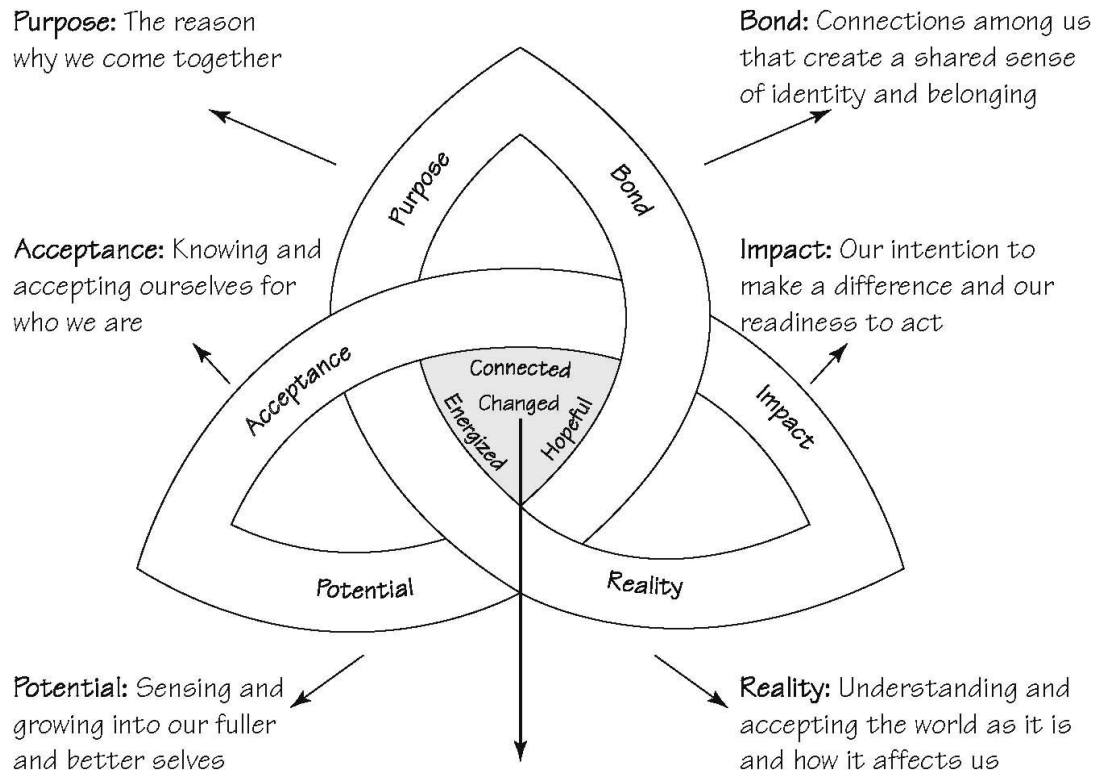 Purpose: The reason
why we come together
Bond: Connections among us
that create a shared sense
of identity and belonging
Purpose
Bond
Acceptance: Knowing and
accepting ourselves for
who we are
Impact: Our intention to
make a difference and our
readiness to act
Acceptance
Connected
Changed
Energized
Hopeful
Impact
Potential
Reality
Potential: Sensing and
growing into our fuller
and better selves
Reality: Understanding and
accepting the world as it is
and how it affects us